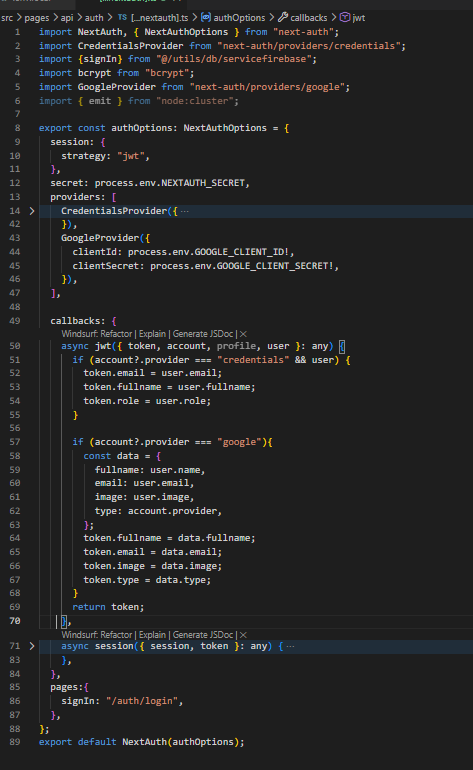 src > pages > api > auth > TS [...nextauth].ts > authOptions > callbacks > jwt
1 import NextAuth, { NextAuthOptions } from "next-auth";
2 import CredentialsProvider from "next-auth/providers/credentials";
3 import {signIn} from "@/utils/db/servicefirebase";
4 import bcrypt from "bcrypt";
5 import GoogleProvider from "next-auth/providers/google";
6 import { emit } from "node:cluster";
7
8 export const authOptions: NextAuthOptions = {
9 session: {
10 strategy: "jwt",
11 },
12 secret: process.env.NEXTAUTH_SECRET,
13 providers: [
14 CredentialsProvider({ ...
42 }),
43 GoogleProvider({
44 clientId: process.env.GOOGLE_CLIENT_ID!,
45 clientSecret: process.env.GOOGLE_CLIENT_SECRET!,
46 }),
47 ],
48
49 callbacks: {
Windsurf: Refactor | Explain | Generate JSDoc | X
50 async jwt({ token, account, profile, user }: any) {
51 if (account?.provider === "credentials" && user) {
52 token.email = user.email;
53 token.fullname = user.fullname;
54 token.role = user.role;
55 }
56
57 if (account?.provider === "google"){
58 const data = {
59 fullname: user.name,
60 email: user.email,
61 image: user.image,
62 type: account.provider,
63 };
64 token.fullname = data.fullname;
65 token.email = data.email;
66 token.image = data.image;
67 token.type = data.type;
68 }
69 return token;
70 },
Windsurf: Refactor | Explain | Generate JSDoc | X
71 async session({ session, token }: any) { ...
83 },
84 },
85 pages:{
86 signIn: "/auth/login",
87 },
88 };
89 export default NextAuth(authOptions);